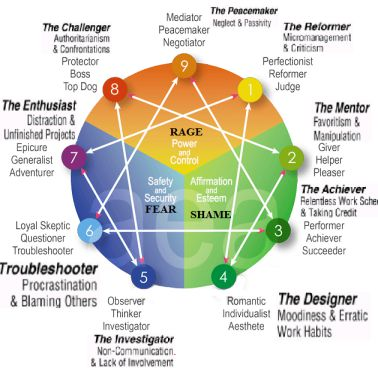 The Peacemaker
Neglect & Passivity
Mediator
Peacemaker
Negotiator
9
The Challenger
Authoritarianism
& Confrontations
Protector
Boss
Top Dog
8
The Reformer
Micromanagement
& Criticism
Perfectionist
Reformer
Judge
1
The Enthusiast
Distraction &
Unfinished Projects
Epicure
Generalist
Adventurer
7
The Mentor
Favoritism &
Manipulation
Giver
Helper
Pleaser
2
RAGE
Power
and
Control
Safety
and
Security
FEAR
Affirmation
and
Esteem
SHAME
The Achiever
Relentless Work Sche
& Taking Credit
Performer
Achiever
Succeeder
3
Loyal Skeptic
Questioner
Troubleshooter
6
Troubleshooter
Procrastination
& Blaming Others
5
Observer
Thinker
Investigator
The Investigator
Non-Communication.
& Lack of Involvement
4
Romantic
Individualist
Aesthete
The Designer
Moodiness & Erratic
Work Habits